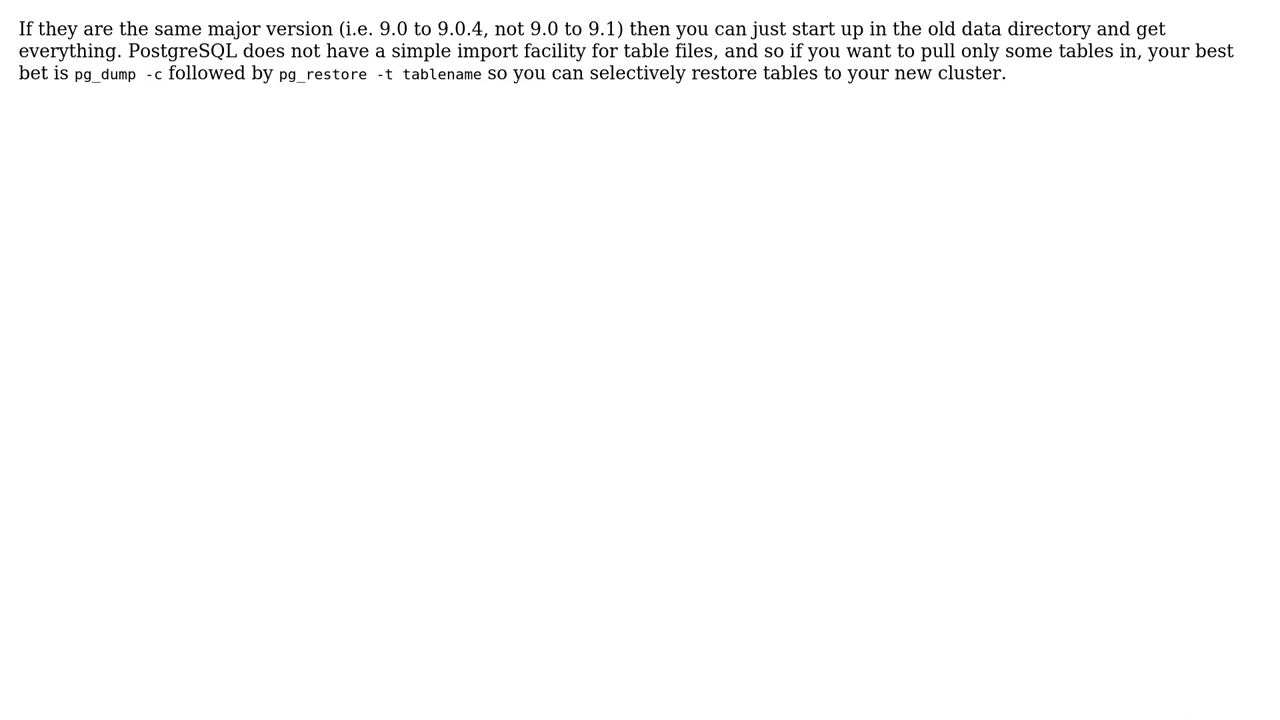 If they are the same major version (i.e. 9.0 to 9.0.4, not 9.0 to 9.1) then you can just start up in the old data directory and get
everything. PostgreSQL does not have a simple import facility for table files, and so if you want to pull only some tables in, your best
bet is pg_dump -c followed by pg_restore -t tablename so you can selectively restore tables to your new cluster.